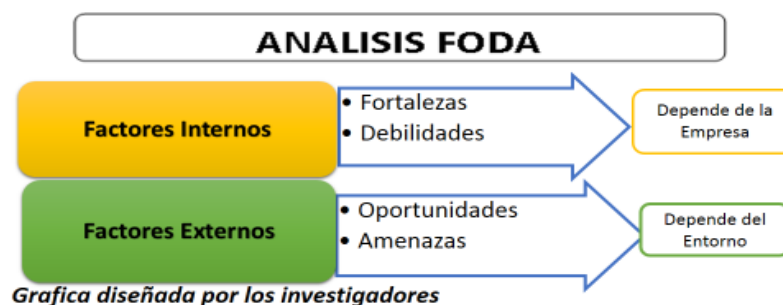 ANALISIS FODA
Factores Internos
• Fortalezas
• Debilidades
Depende de la
Empresa
Factores Externos
• Oportunidades
• Amenazas
Depende del
Entorno
Grafica diseñada por los investigadores